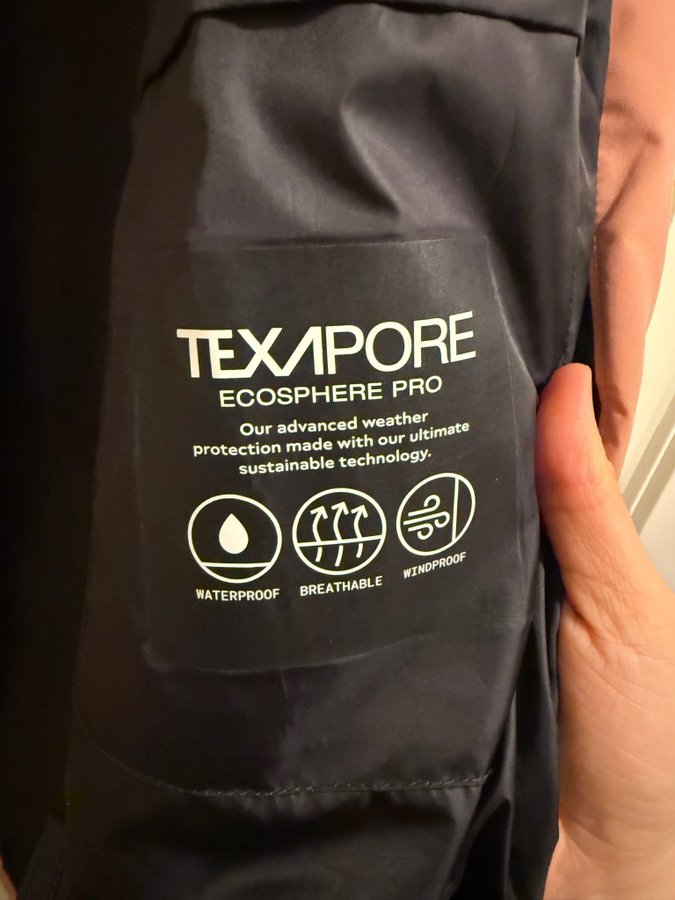 TEXAPORE
ECOSPHERE PRO
Our advanced weather
protection made with our ultimate
sustainable technology.
WATERPROOF BREATHABLE WINDPROOF